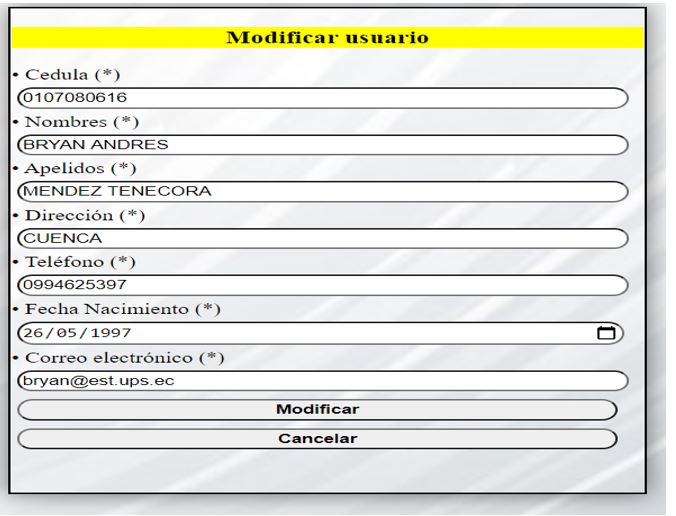 Modificar usuario
• Cedula (*)
0107080616
• Nombres (*)
BRYAN ANDRES
• Apelidos (*)
MENDEZ TENECORA
• Dirección (*)
CUENCA
• Teléfono (*)
0994625397
• Fecha Nacimiento (*)
26/05/1997
• Correo electrónico (*)
bryan@est.ups.ec
Modificar
Cancelar